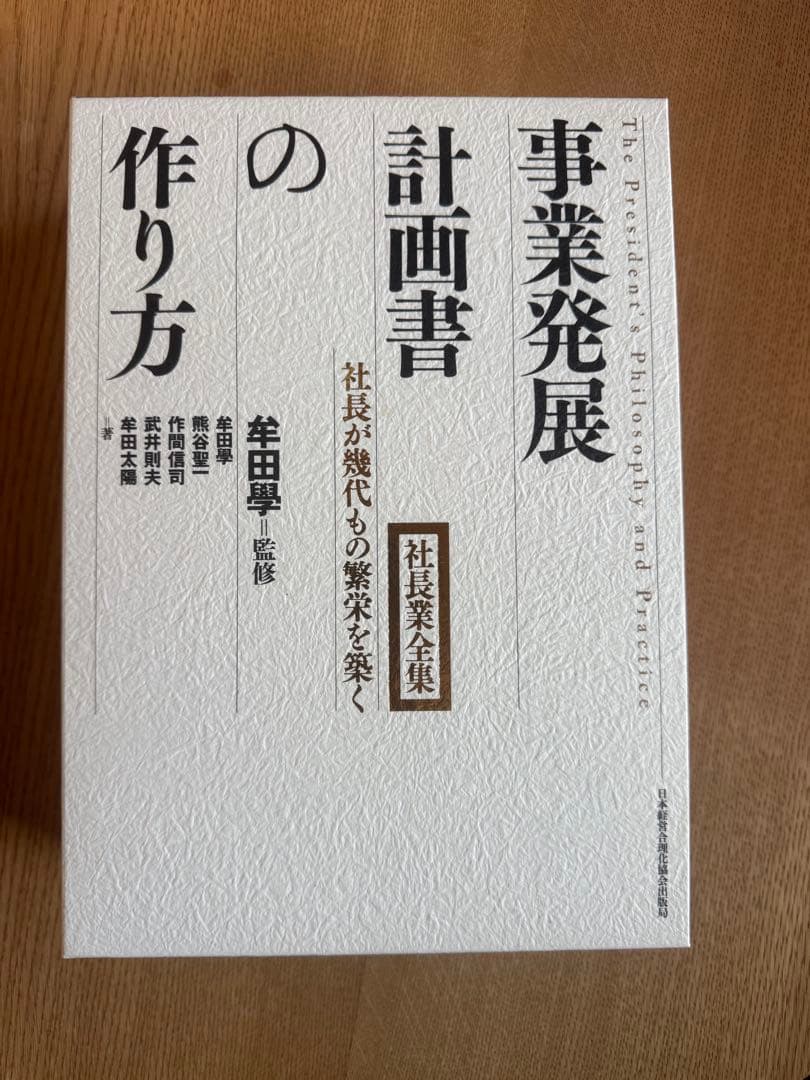 The President's Philosophy and Practice
事業発展
計画書
の
作り方
社長業全集
社長が幾代もの繁栄を築く
牟田學=監修
牟田學
熊谷聖一
作間信司
武井則夫
牟田太陽
=著
日本経営合理化協会出版局